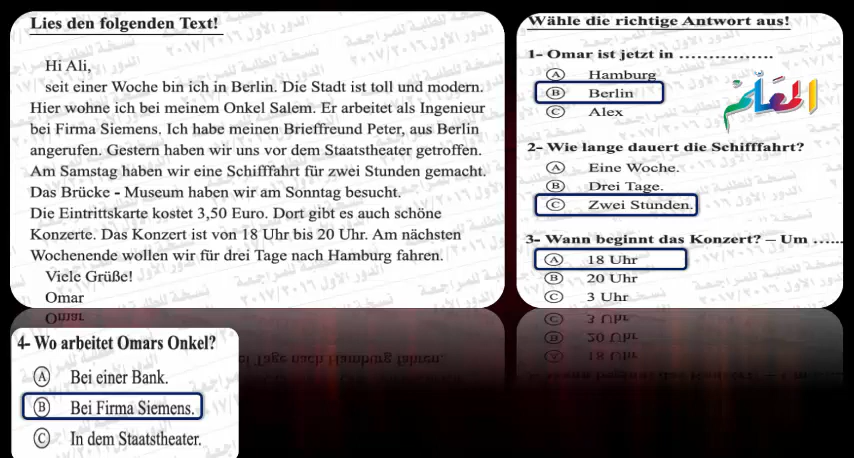 Lies den folgenden Text!
Hi Ali,
seit einer Woche bin ich in Berlin. Die Stadt ist toll und modern.
Hier wohne ich bei meinem Onkel Salem. Er arbeitet als Ingenieur
bei Firma Siemens. Ich habe meinen Brieffreund Peter, aus Berlin
angerufen. Gestern haben wir uns vor dem Staatstheater getroffen.
Am Samstag haben wir eine Schifffahrt für zwei Stunden gemacht.
Das Brücke - Museum haben wir am Sonntag besucht.
Die Eintrittskarte kostet 3,50 Euro. Dort gibt es auch schöne
Konzerte. Das Konzert ist von 18 Uhr bis 20 Uhr. Am nächsten
Wochenende wollen wir für drei Tage nach Hamburg fahren.
Viele Grüße!
Omar
Wähle die richtige Antwort aus!
1- Omar ist jetzt in ................
A Hamburg
B Berlin
C Alex
المعلم
2- Wie lange dauert die Schifffahrt?
A Eine Woche.
B Drei Tage.
C Zwei Stunden.
3- Wann beginnt das Konzert? – Um ......
A 18 Uhr
B 20 Uhr
C 3 Uhr
4- Wo arbeitet Omars Onkel?
A Bei einer Bank.
B Bei Firma Siemens.
C In dem Staatstheater.